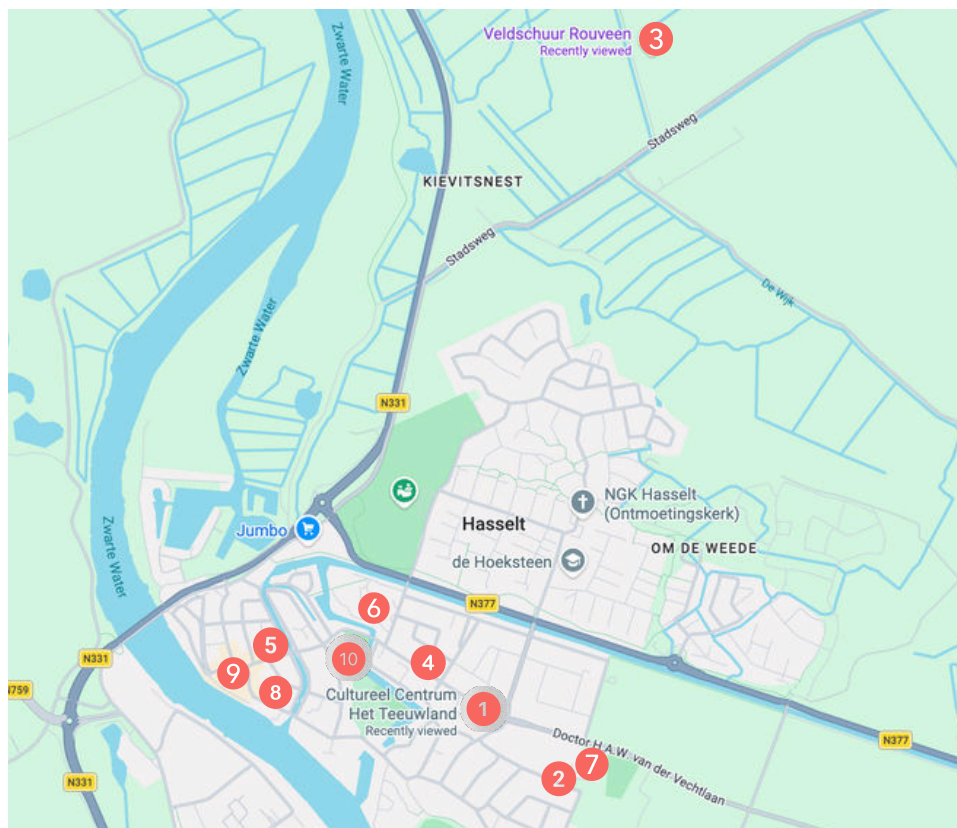 Veldschuur Rouveen
Recently viewed
3
Zwarte Water
Zwarte Water
Stadsweg
KIEVITSNEST
Stadsweg
De Wijk
Zwarte Water
N331
NGK Hasselt
(Ontmoetingskerk)
Hasselt
Jumbo
OM DE WEEDE
de Hoeksteen
Zwarte Water
N377
6
5
10
4
N331
9
8
N759
Cultureel Centrum
Het Teeuwland
Recently viewed
1
Doctor H.A.W. van der Vechtlaan
N377
7
2
N331